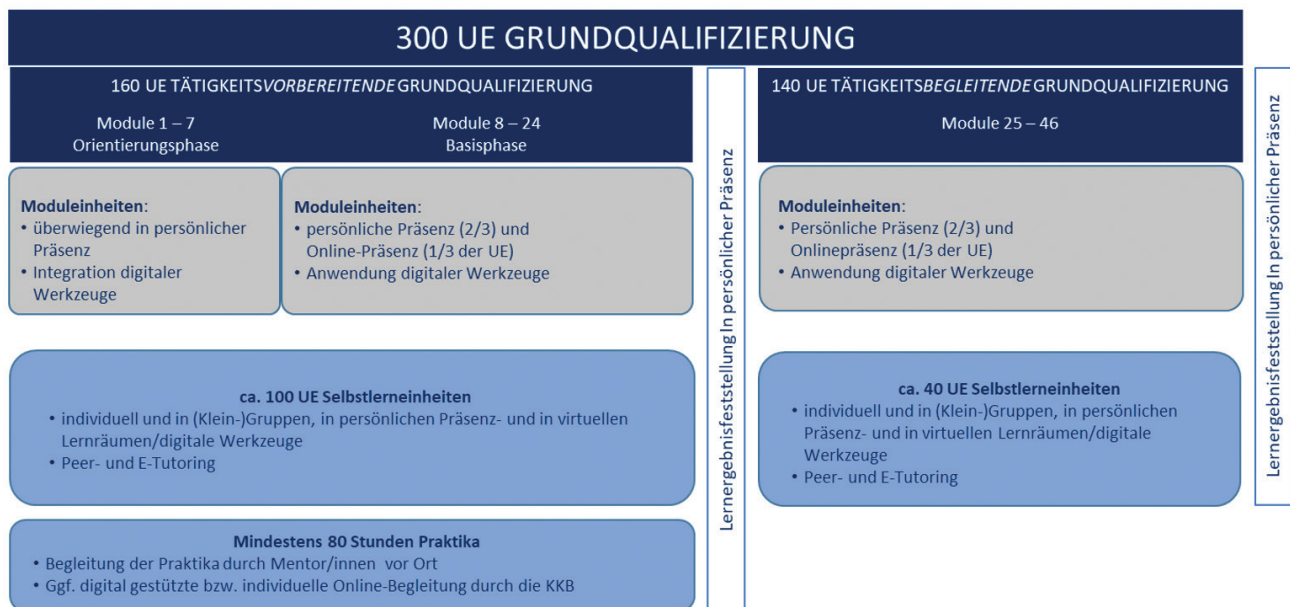 300 UE GRUNDQUALIFIZIERUNG
160 UE TÄTIGKEITSVORBEREITENDE GRUNDQUALIFIZIERUNG
Module 1 – 7
Orientierungsphase
Module 8 – 24
Basisphase
Moduleinheiten:
• überwiegend in persönlicher
Präsenz
• Integration digitaler
Werkzeuge
Moduleinheiten:
• persönliche Präsenz (2/3) und
Online-Präsenz (1/3 der UE)
• Anwendung digitaler Werkzeuge
ca. 100 UE Selbstlerneinheiten
• individuell und in (Klein-)Gruppen, in persönlichen Präsenz- und in virtuellen
Lernräumen/digitale Werkzeuge
• Peer- und E-Tutoring
Mindestens 80 Stunden Praktika
• Begleitung der Praktika durch Mentor/innen vor Ort
• Ggf. digital gestützte bzw. individuelle Online-Begleitung durch die KKB
Lernergebnisfeststellung In persönlicher Präsenz
140 UE TÄTIGKEITSBEGLEITENDE GRUNDQUALIFIZIERUNG
Module 25 – 46
Moduleinheiten:
• Persönliche Präsenz (2/3) und
Onlinepräsenz (1/3 der UE)
• Anwendung digitaler Werkzeuge
ca. 40 UE Selbstlerneinheiten
• individuell und in (Klein-)Gruppen, in persönlichen
Präsenz- und in virtuellen Lernräumen/digitale
Werkzeuge
• Peer- und E-Tutoring
Lernergebnisfeststellung In persönlicher Präsenz